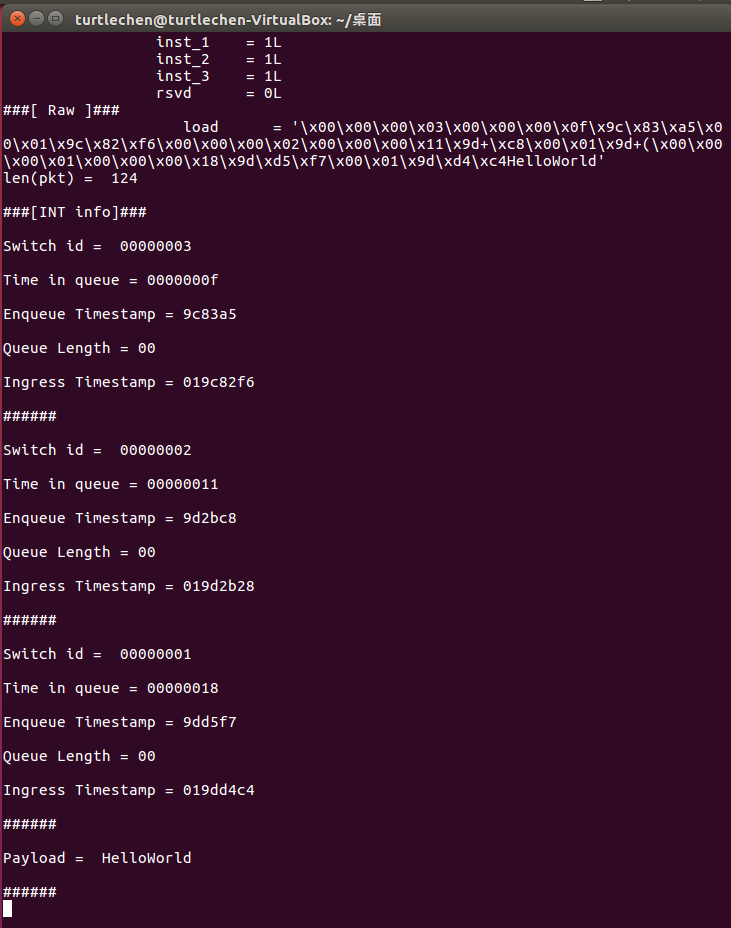 turtlechen@turtlechen-VirtualBox: ~/桌面
inst_1    = 1L
inst_2    = 1L
inst_3    = 1L
rsvd      = 0L
###[ Raw ]###
load      = '\x00\x00\x00\x03\x00\x00\x00\x0f\x9c\x83\xa5\x0
0\x01\x9c\x82\xf6\x00\x00\x00\x02\x00\x00\x00\x11\x9d+\xc8\x00\x01\x9d+(\x00\x00
\x00\x01\x00\x00\x00\x18\x9d\xd5\xf7\x00\x01\x9d\xd4\xc4HelloWorld'
len(pkt) =  124
###[INT info]###
Switch id =  00000003
Time in queue = 0000000f
Enqueue Timestamp = 9c83a5
Queue Length = 00
Ingress Timestamp = 019c82f6
######
Switch id =  00000002
Time in queue = 00000011
Enqueue Timestamp = 9d2bc8
Queue Length = 00
Ingress Timestamp = 019d2b28
######
Switch id =  00000001
Time in queue = 00000018
Enqueue Timestamp = 9dd5f7
Queue Length = 00
Ingress Timestamp = 019dd4c4
######
Payload =  HelloWorld
######